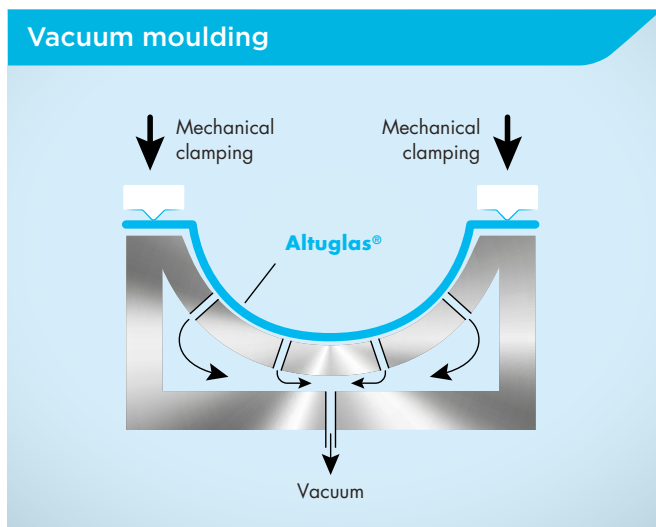 Vacuum moulding
Mechanical
clamping
Mechanical
clamping
Altuglas®
Vacuum